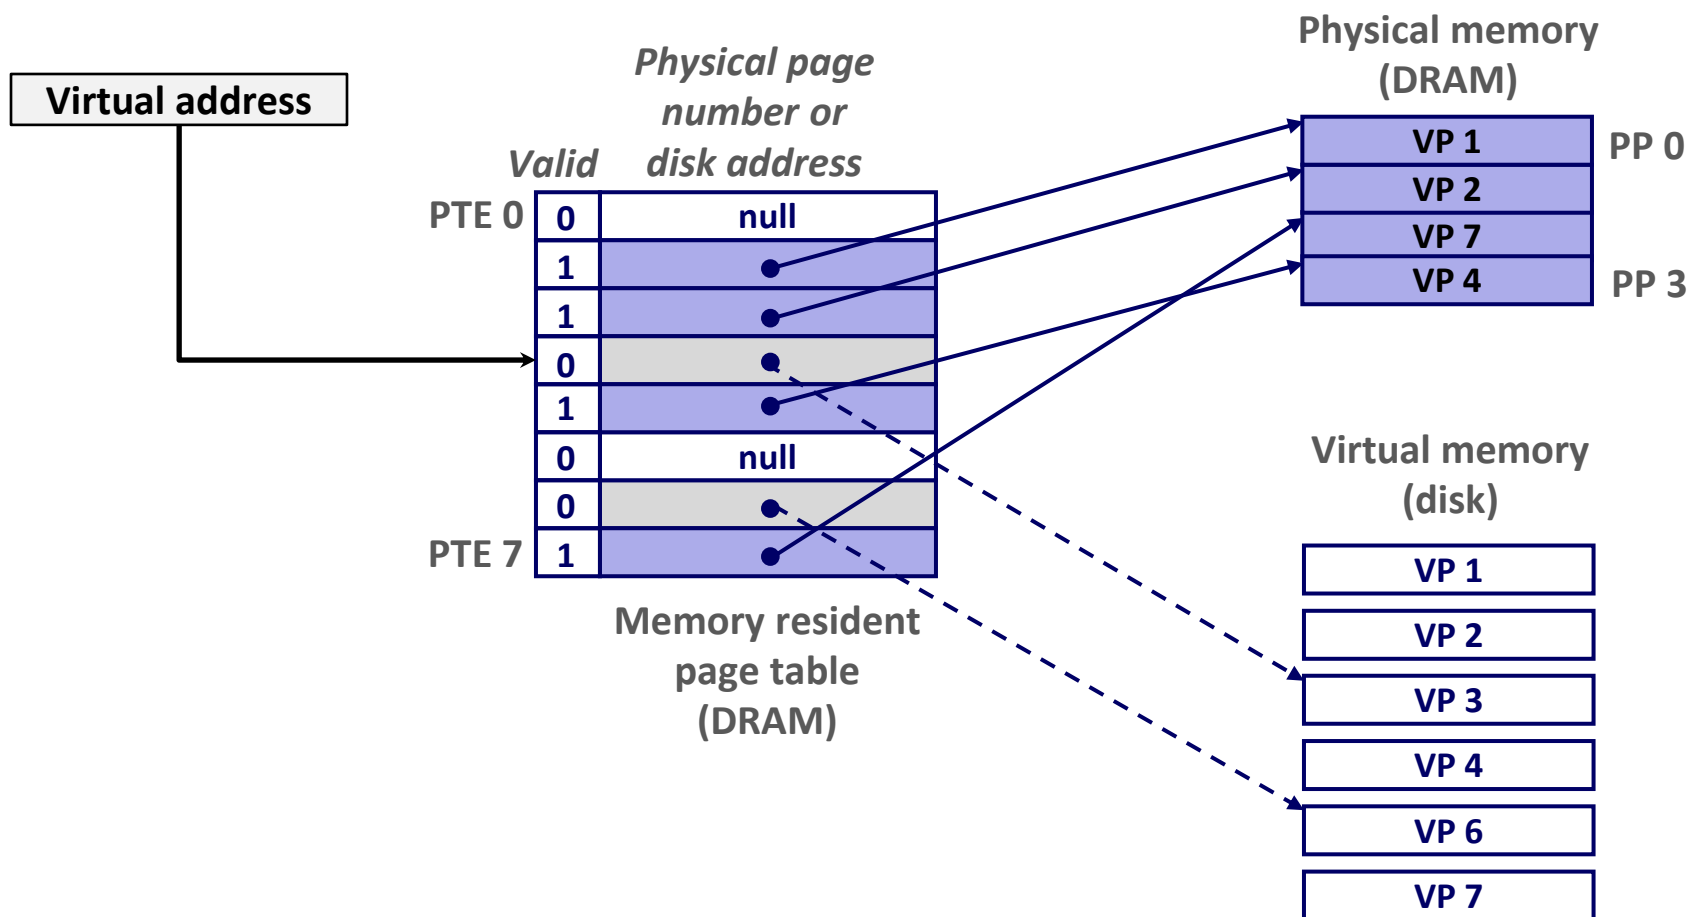 Virtual address
Physical page
number or
disk address
Valid
PTE 0
0
null
1
1
0
1
0
null
0
PTE 7
1
Memory resident
page table
(DRAM)
Physical memory
(DRAM)
VP 1
PP 0
VP 2
VP 7
VP 4
PP 3
Virtual memory
(disk)
VP 1
VP 2
VP 3
VP 4
VP 6
VP 7